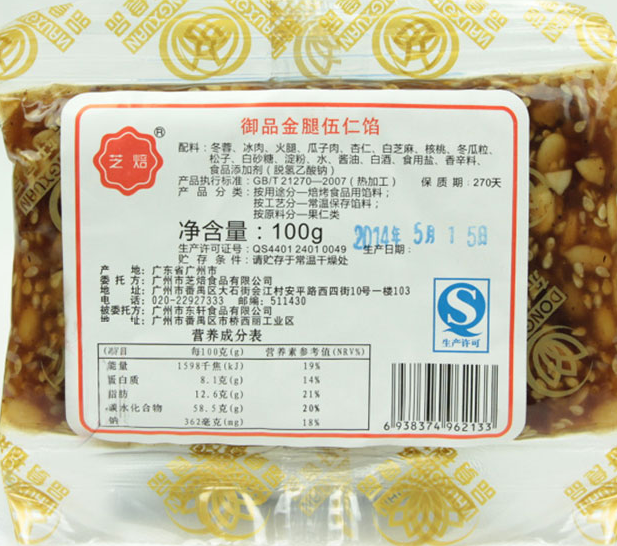 芝焙®
御品金腿伍仁馅
配料：冬蓉、冰肉、火腿、瓜子肉、杏仁、白芝麻、核桃、冬瓜粒、
松子、白砂糖、淀粉、水、酱油、白酒、食用盐、香辛料、
食品添加剂（脱氢乙酸钠）
产品执行标准：GB/T 21270—2007（热加工） 保质期：270天
产品分类：按用途分—焙烤食品用馅料；
按工艺分—常温保存馅料；
按原料分—果仁类
净含量：100g
2014年 5月 15日
生产许可证号：QS4401 2401 0049 生产日期：
贮存条件：请贮存于常温干燥处
产地：广东省广州市
委托方：广州市芝焙食品有限公司
地址：广州市番禺区大石街会江村安平路西四街10号一楼103
电话：020-22927333 邮编：511430
被委托方：广州市东轩食品有限公司
地址：广州市番禺区市桥西丽工业区
QS
生产许可
营养成分表
项目 每100克(g) 营养素参考值(NRV%)
能量 1598千焦(kJ) 19%
蛋白质 8.1克(g) 14%
脂肪 12.6克(g) 21%
碳水化合物 58.5克(g) 20%
钠 362毫克(mg) 18%
6 938374 962133
DONGXUAN